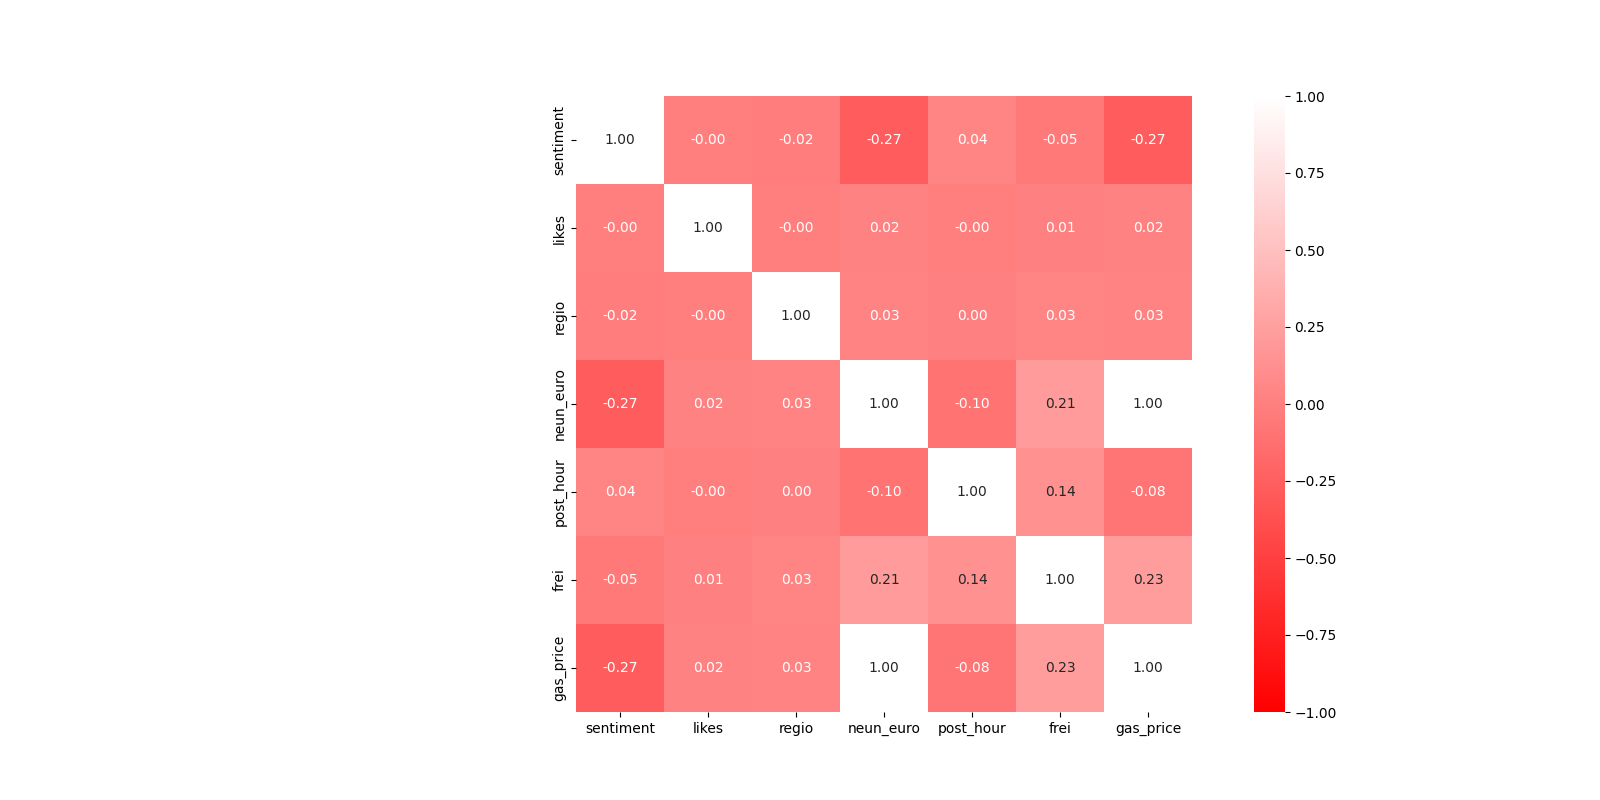 sentiment 1.00 -0.00 -0.02 -0.27 0.04 -0.05 -0.27
likes -0.00 1.00 -0.00 0.02 -0.00 0.01 0.02
regio -0.02 -0.00 1.00 0.03 0.00 0.03 0.03
neun_euro -0.27 0.02 0.03 1.00 -0.10 0.21 1.00
post_hour 0.04 -0.00 0.00 -0.10 1.00 0.14 -0.08
frei -0.05 0.01 0.03 0.21 0.14 1.00 0.23
gas_price -0.27 0.02 0.03 1.00 -0.08 0.23 1.00
sentiment likes regio neun_euro post_hour frei gas_price
1.00
0.75
0.50
0.25
0.00
−0.25
−0.50
−0.75
−1.00